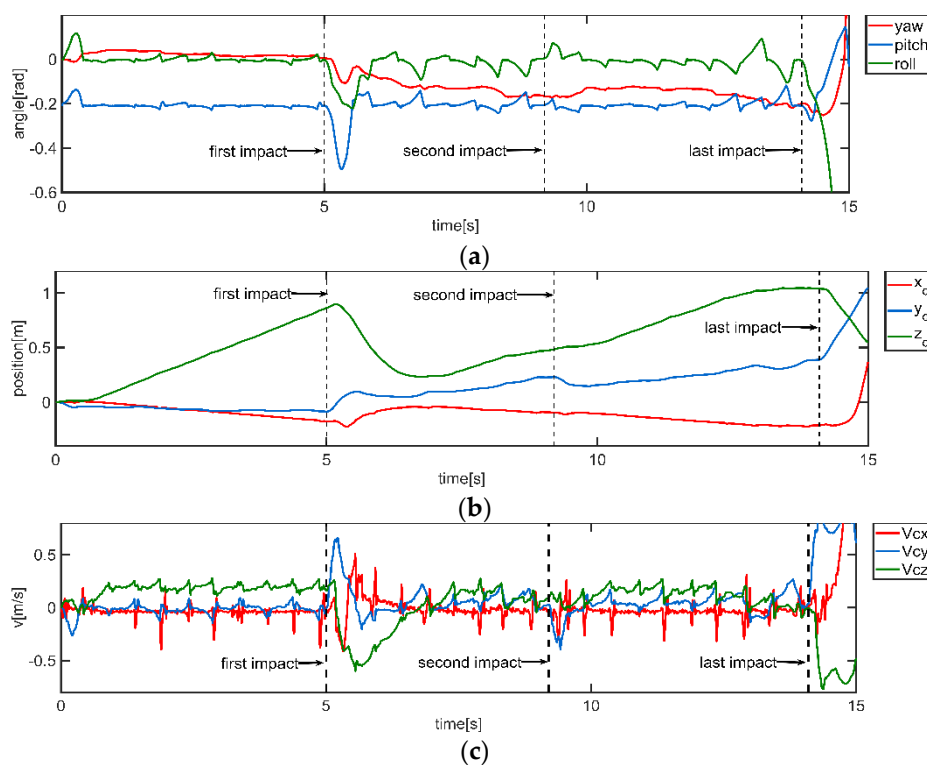 yaw
pitch
roll
0
-0.2
-0.4
-0.6
angle[rad]
first impact
second impact
last impact
0
5
10
15
time[s]
(a)
1
0.5
0
position[m]
first impact
second impact
last impact
x_c
y_c
z_c
0
5
10
15
time[s]
(b)
0.5
0
-0.5
v[m/s]
first impact
second impact
last impact
Vcx
Vcy
Vcz
0
5
10
15
time[s]
(c)